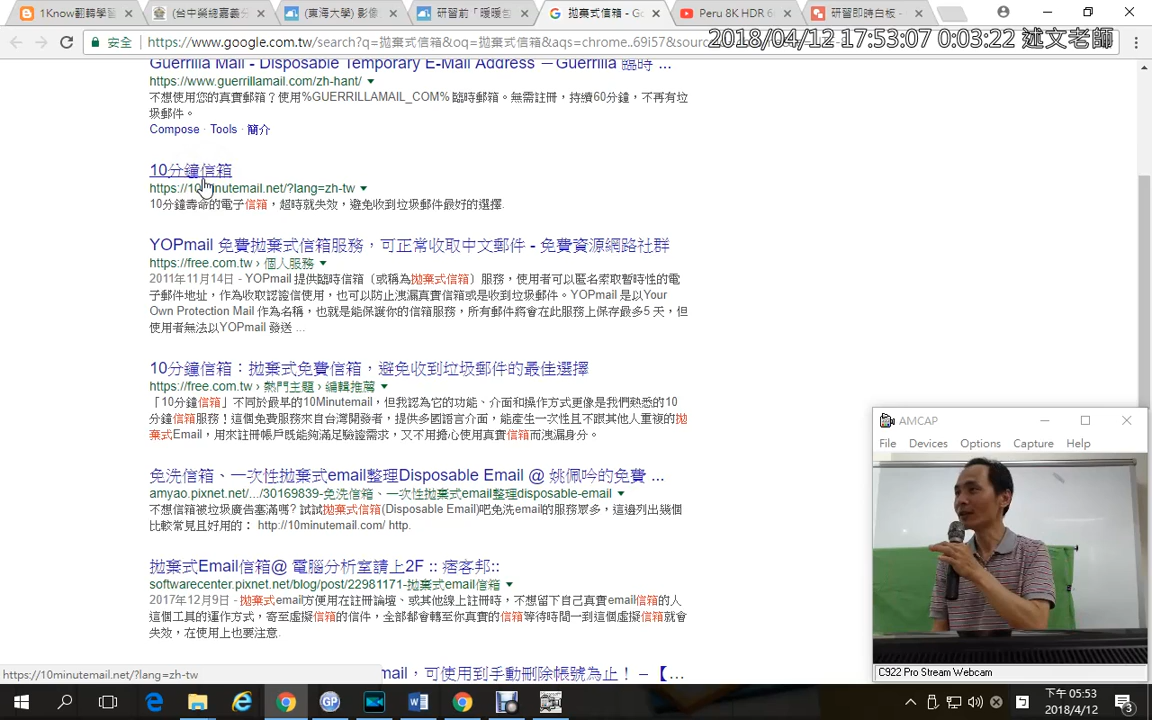 1Know翻轉學習
(台中榮總嘉義分
(東海大學) 影像
研習前「暖暖包
拋棄式信箱 - Go
Peru 8K HDR 6
研習即時白板 -
安全
https://www.google.com.tw/search?q=拋棄式信箱&oq=拋棄式信箱&aqs=chrome..69i57&sour
2018/04/12 17:53:07 0:03:22 述文老師
Guerrilla Mail - Disposable Temporary E-Mail Address – Guerrilla 臨時 ...
https://www.guerrillamail.com/zh-hant/
不想使用您的真實郵箱？使用%GUERRILLAMAIL_COM% 臨時郵箱。無需註冊，持續60分鐘，不再有垃
圾郵件。
Compose · Tools · 簡介
10分鐘信箱
https://10minutemail.net/?lang=zh-tw
10分鐘壽命的電子信箱，超時就失效，避免收到垃圾郵件最好的選擇.
YOPmail 免費拋棄式信箱服務，可正常收取中文郵件 - 免費資源網路社群
https://free.com.tw › 個人服務
2011年11月14日 - YOPmail 提供臨時信箱〔或稱為拋棄式信箱〕服務，使用者可以匿名索取暫時性的電
子郵件地址，作為收取認證信使用，也可以防止洩漏真實信箱或是收到垃圾郵件。YOPmail 是以Your
Own Protection Mail 作為名稱，也就是能保護你的信箱服務，所有郵件將會在此服務上保存最多5 天，但
使用者無法以YOPmail 發送 ...
10分鐘信箱：拋棄式免費信箱，避免收到垃圾郵件的最佳選擇
https://free.com.tw › 熱門主題 › 編輯推薦
「10分鐘信箱」不同於最早的10Minutemail，但我認為它的功能、介面和操作方式更像是我們熟悉的10
分鐘信箱服務！這個免費服務來自台灣開發者，提供多國語言介面，能產生一次性且不跟其他人重複的拋
棄式Email，用來註冊帳戶既能夠滿足驗證需求，又不用擔心使用真實信箱而洩漏身分。
免洗信箱、一次性拋棄式email整理Disposable Email @ 姚佩吟的免費 ...
amyao.pixnet.net/.../30169839-免洗信箱、一次性拋棄式email整理disposable-email
不想信箱被垃圾廣告塞滿嗎? 試試拋棄式信箱(Disposable Email)吧免洗email的服務眾多，這邊列出幾個
比較常見且好用的： http://10minutemail.com/ http.
拋棄式Email信箱@ 電腦分析室請上2F :: 痞客邦::
softwarecenter.pixnet.net/blog/post/22981171-拋棄式email信箱
2017年12月9日 - 拋棄式email方便用在註冊論壇、或其他線上註冊時，不想留下自己真實email信箱的人
這個工具的運作方式，寄至虛擬信箱的信件，全部都會轉至你真實的信箱等待時間一到這個虛擬信箱就會
失效，在使用上也要注意.
mail，可使用到手動刪除帳號為止！ – 【...
https://10minutemail.net/?lang=zh-tw
AMCAP
File Devices Options Capture Help
C922 Pro Stream Webcam
下午 05:53
2018/4/12
3